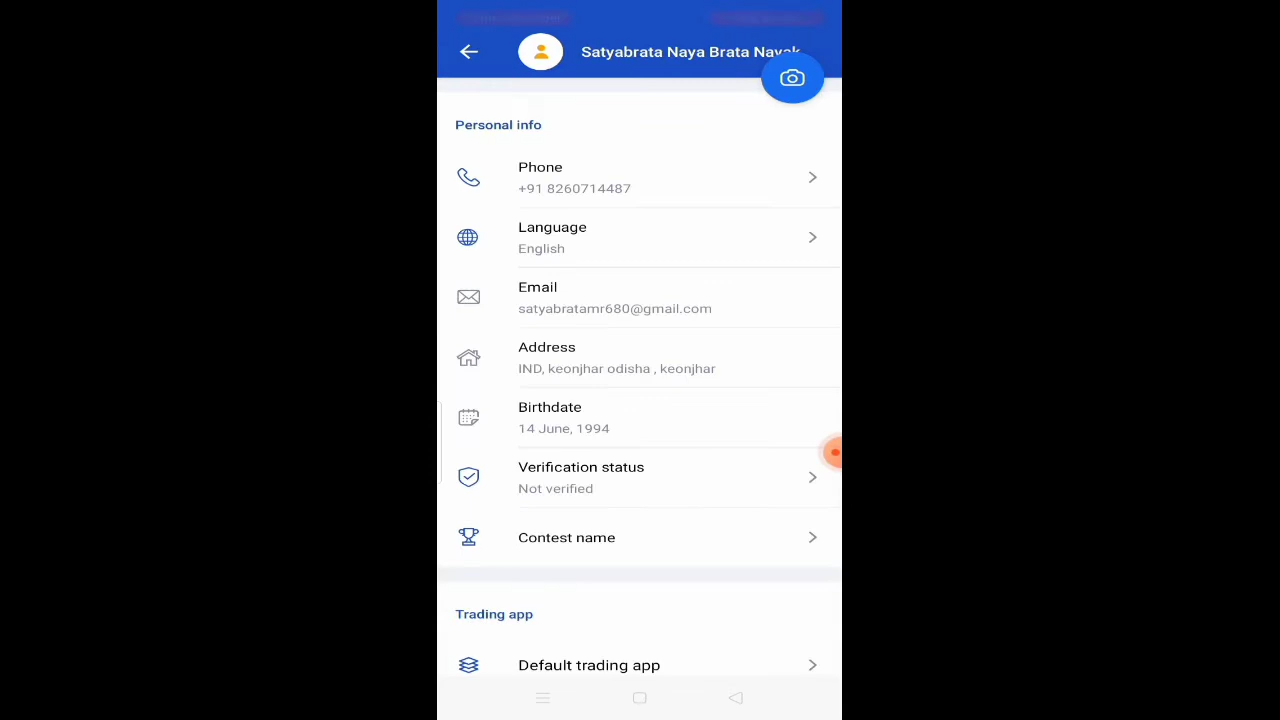 Satyabrata Naya Brata Nayak
Personal info
Phone
+91 8260714487
Language
English
Email
satyabratamr680@gmail.com
Address
IND, keonjhar odisha , keonjhar
Birthdate
14 June, 1994
Verification status
Not verified
Contest name
Trading app
Default trading app